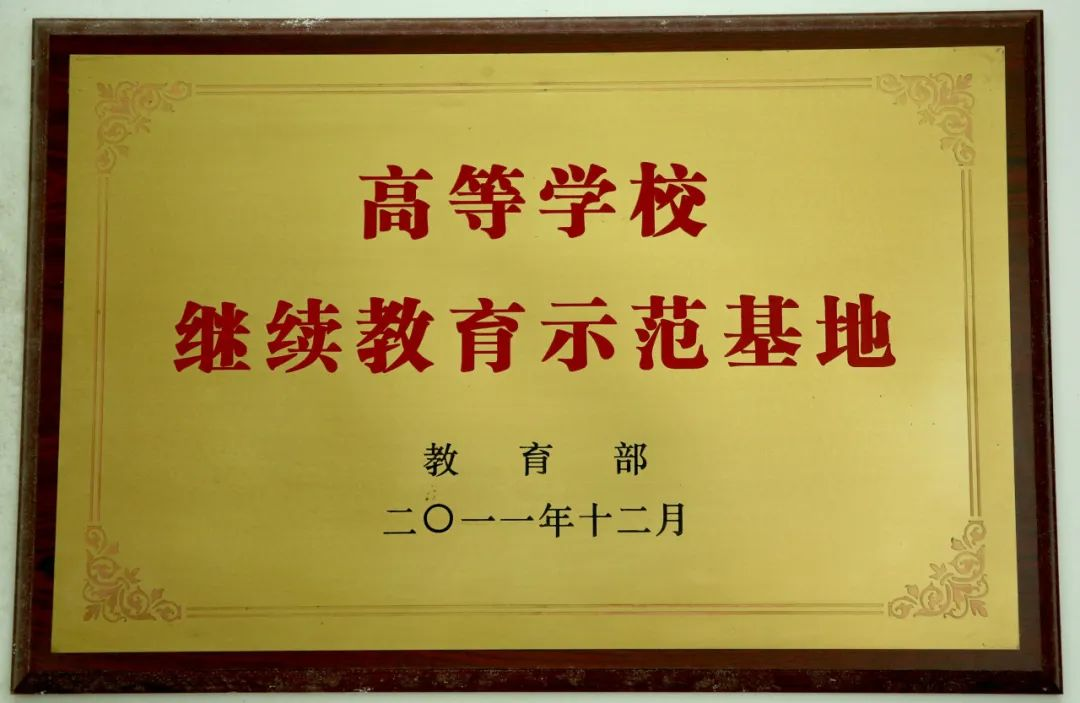 高等学校
继续教育示范基地
教育部
二〇一一年十二月